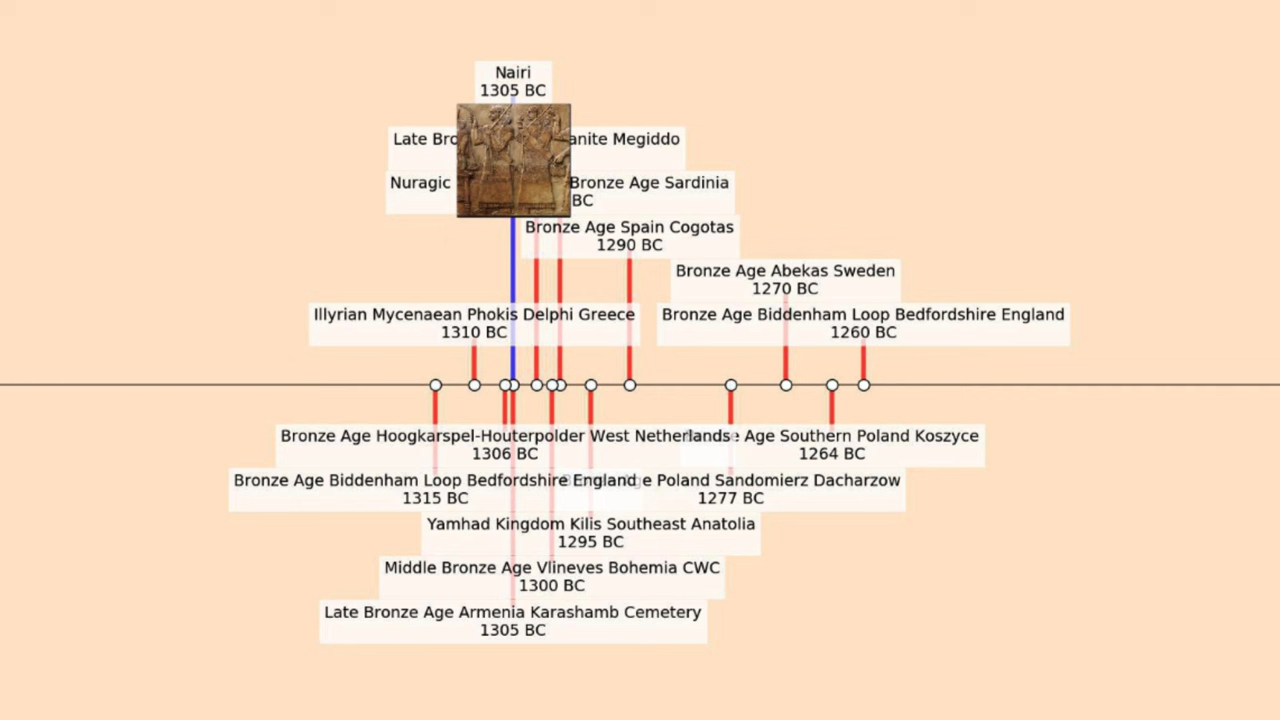 Nairi
1305 BC
Late Bro anite Megiddo
Nuragic Bronze Age Sardinia
BC
Bronze Age Spain Cogotas
1290 BC
Bronze Age Abekas Sweden
1270 BC
Illyrian Mycenaean Phokis Delphi Greece
1310 BC
Bronze Age Biddenham Loop Bedfordshire England
1260 BC
Bronze Age Hoogkarspel-Houterpolder West Netherlands
1306 BC
e Age Southern Poland Koszyce
1264 BC
Bronze Age Biddenham Loop Bedfordshire England
1315 BC
e Poland Sandomierz Dacharzow
1277 BC
Yamhad Kingdom Kilis Southeast Anatolia
1295 BC
Middle Bronze Age Vlineves Bohemia CWC
1300 BC
Late Bronze Age Armenia Karashamb Cemetery
1305 BC